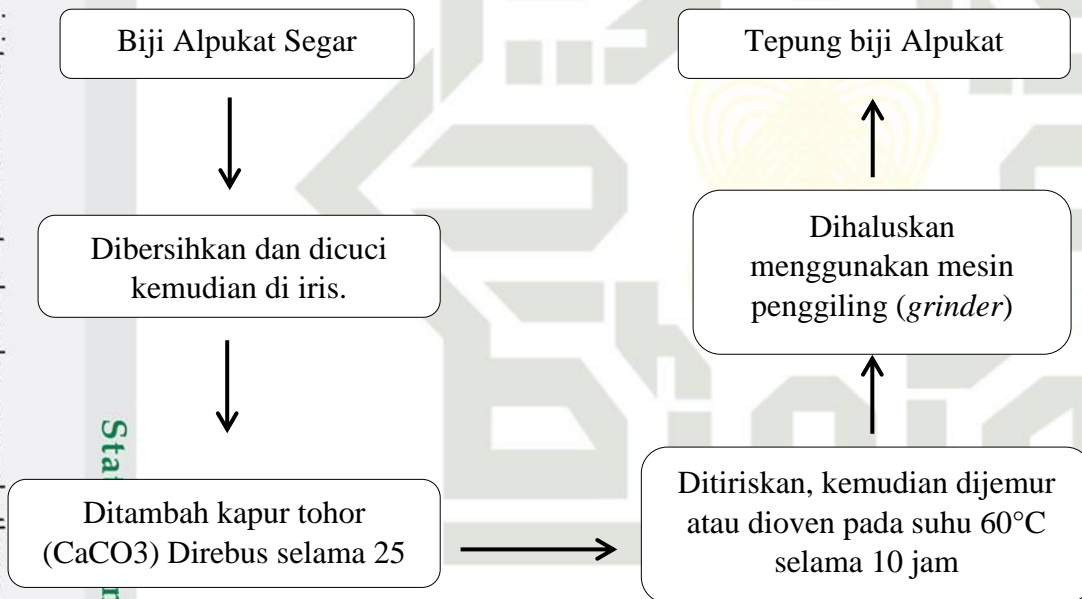 Biji Alpukat Segar
Dibersihkan dan dicuci
kemudian di iris.
Ditambah kapur tohor
(CaCO3) Direbus selama 25
Ditiriskan, kemudian dijemur
atau dioven pada suhu 60°C
selama 10 jam
Dihaluskan
menggunakan mesin
penggiling (grinder)
Tepung biji Alpukat
Sta